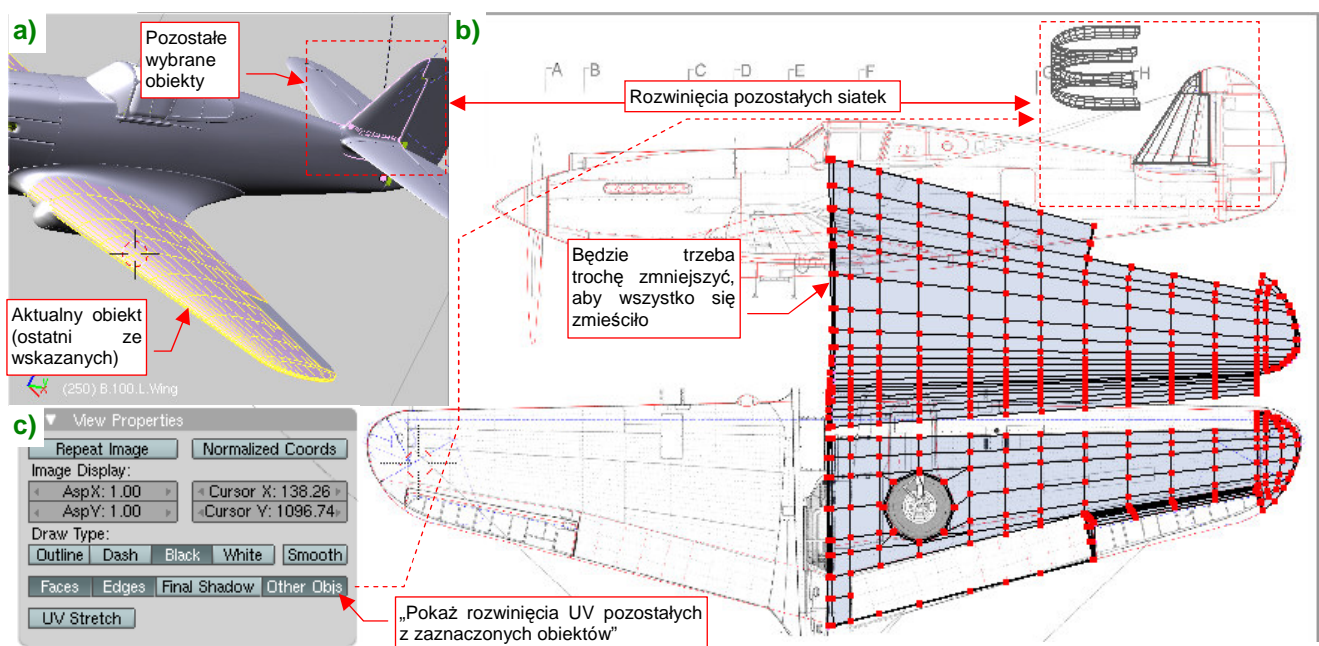 a)
Pozostałe
wybrane
obiekty
Aktualny obiekt
(ostatni ze
wskazanych)
(250) B.100.L.Wing
b)
A
B
C
D
E
F
G
H
Rozwinięcia pozostałych siatek
Będzie trzeba
trochę zmniejszyć,
aby wszystko się
zmieściło
c)
View Properties
Repeat Image
Normalized Coords
Image Display:
AspX: 1.00
Cursor X: 138.26
AspY: 1.00
Cursor Y: 1096.74
Draw Type:
Outline
Dash
Black
White
Smooth
Faces
Edges
Final Shadow
Other Objs
UV Stretch
„Pokaż rozwinięcia UV pozostałych
z zaznaczonych obiektów”